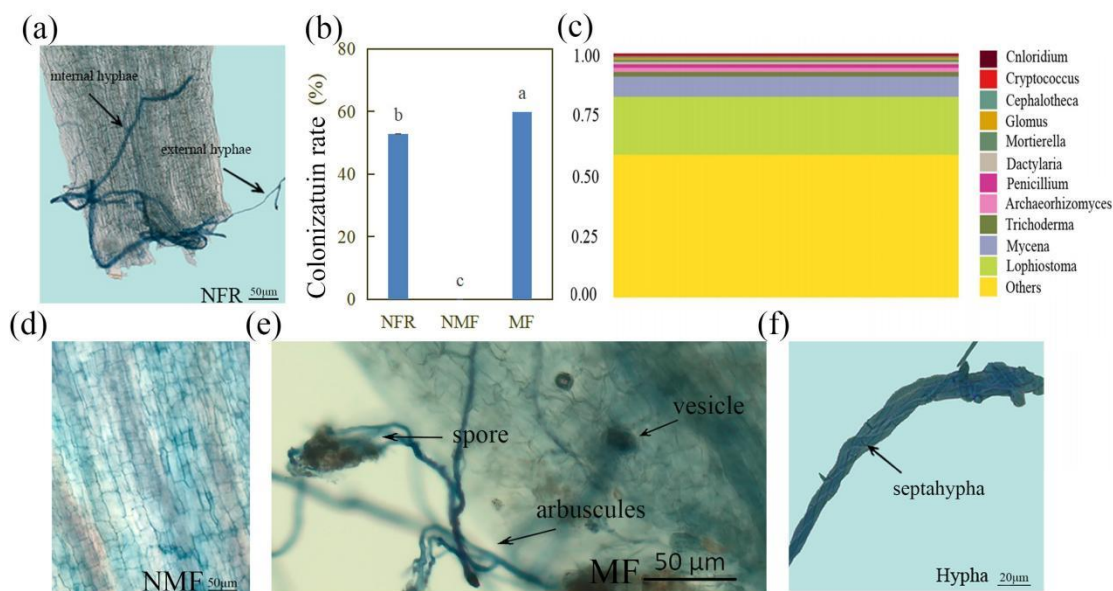 (a)
internal hyphae
external hyphae
NFR
50μm
(b)
Colonizatuin rate (%)
80
60
40
20
0
b
c
a
NFR
NMF
MF
(c)
1.00
0.75
0.50
0.25
0.00
Cnloridium
Cryptococcus
Cephalotheca
Glomus
Mortierella
Dactylaria
Penicillium
Archaeorhizomyces
Trichoderma
Mycena
Lophiostoma
Others
(d)
NMF
50μm
(e)
spore
vesicle
arbuscules
MF
50 μm
(f)
septahypha
Hypha
20μm